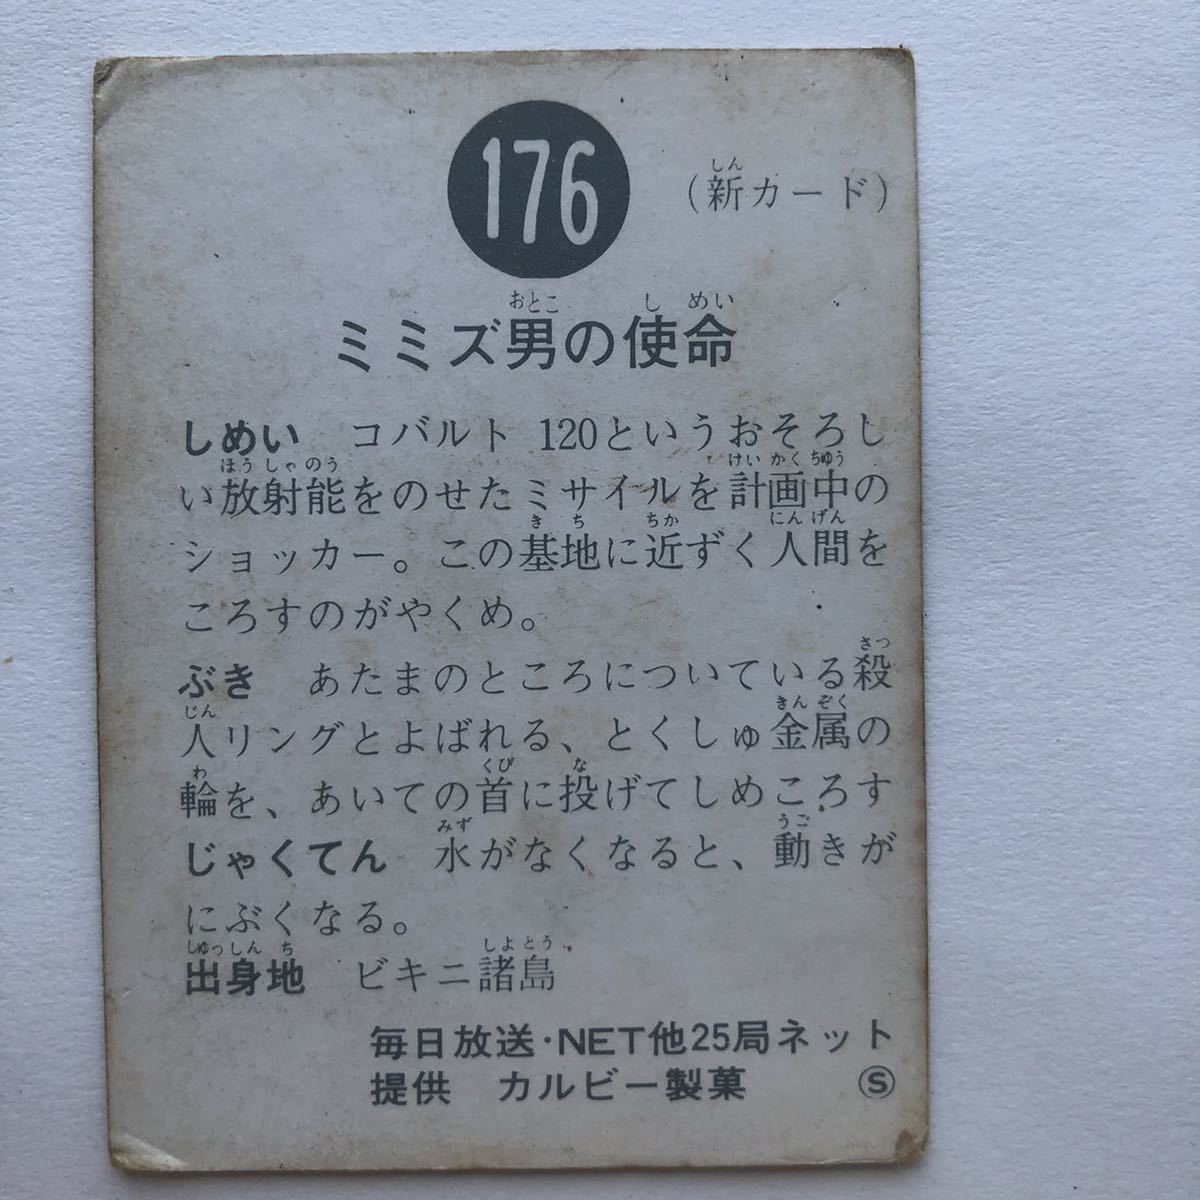 176
(新カード)
ミミズ男の使命
しめい　コバルト 120というおそろし
い放射能をのせたミサイルを計画中の
ショッカー。この基地に近ずく人間を
ころすのがやくめ。
ぶき　あたまのところについている殺
人リングとよばれる、とくしゅ金属の
輪を、あいての首に投げてしめころす
じゃくてん　水がなくなると、動きが
にぶくなる。
出身地　ビキニ諸島
毎日放送・NET他25局ネット
提供　カルビー製菓　Ⓢ